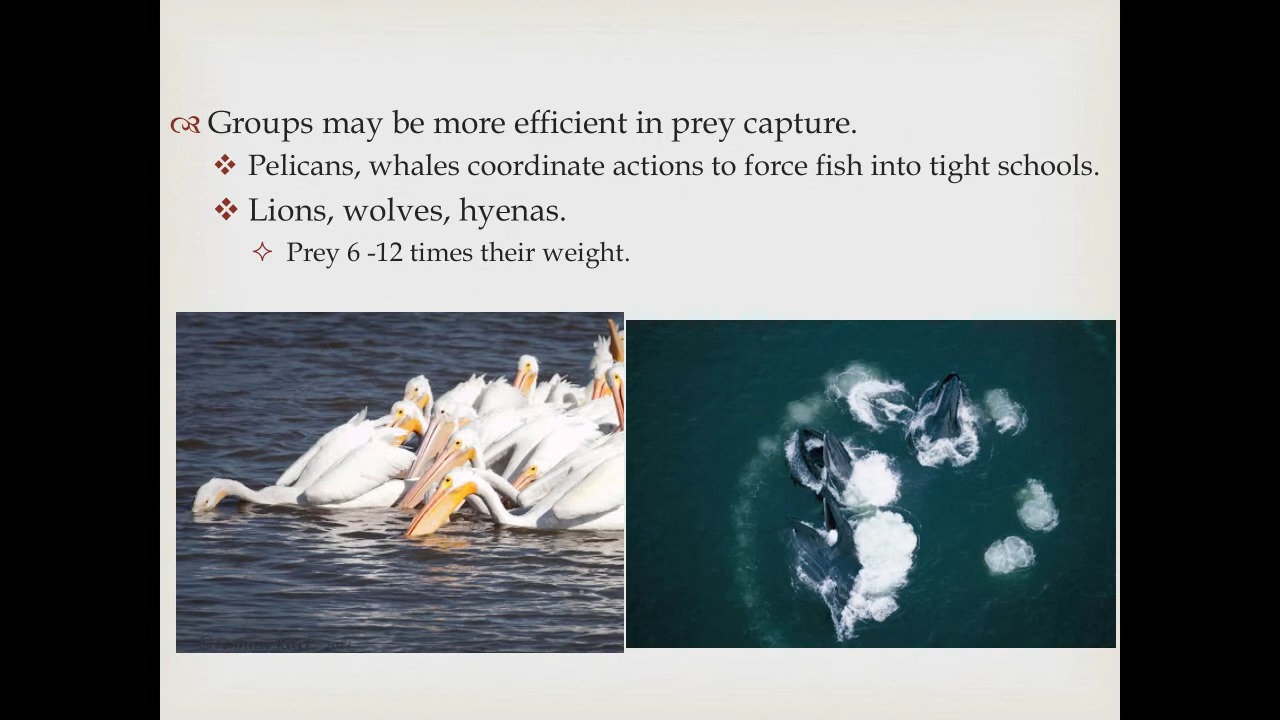 Groups may be more efficient in prey capture.
Pelicans, whales coordinate actions to force fish into tight schools.
Lions, wolves, hyenas.
Prey 6 -12 times their weight.